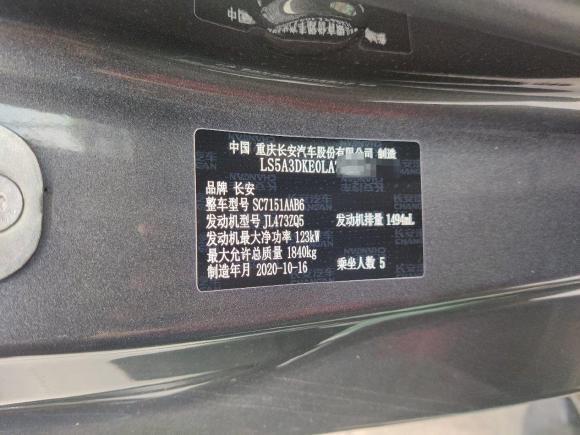 中国 重庆长安汽车股份有限公司 制造
LS5A3DKE0LA
品牌 长安
整车型号 SC7151AAB6
发动机型号 JL473ZQ5 发动机排量 1494mL
发动机最大净功率 123kW
最大允许总质量 1840kg
制造年月 2020-10-16 乘坐人数 5